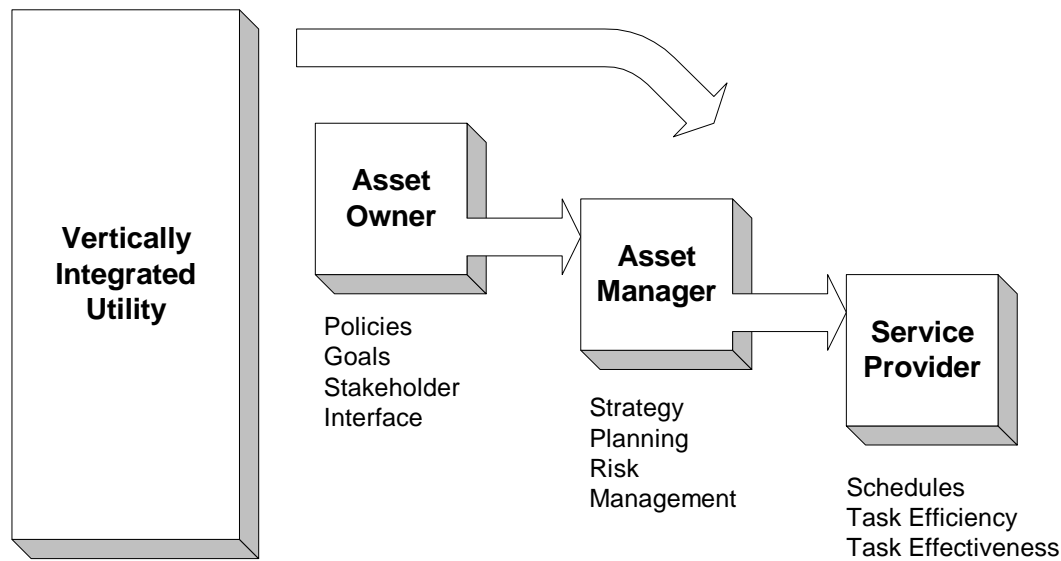 Vertically
Integrated
Utility
Asset
Owner
Policies
Goals
Stakeholder
Interface
Asset
Manager
Strategy
Planning
Risk
Management
Service
Provider
Schedules
Task Efficiency
Task Effectiveness